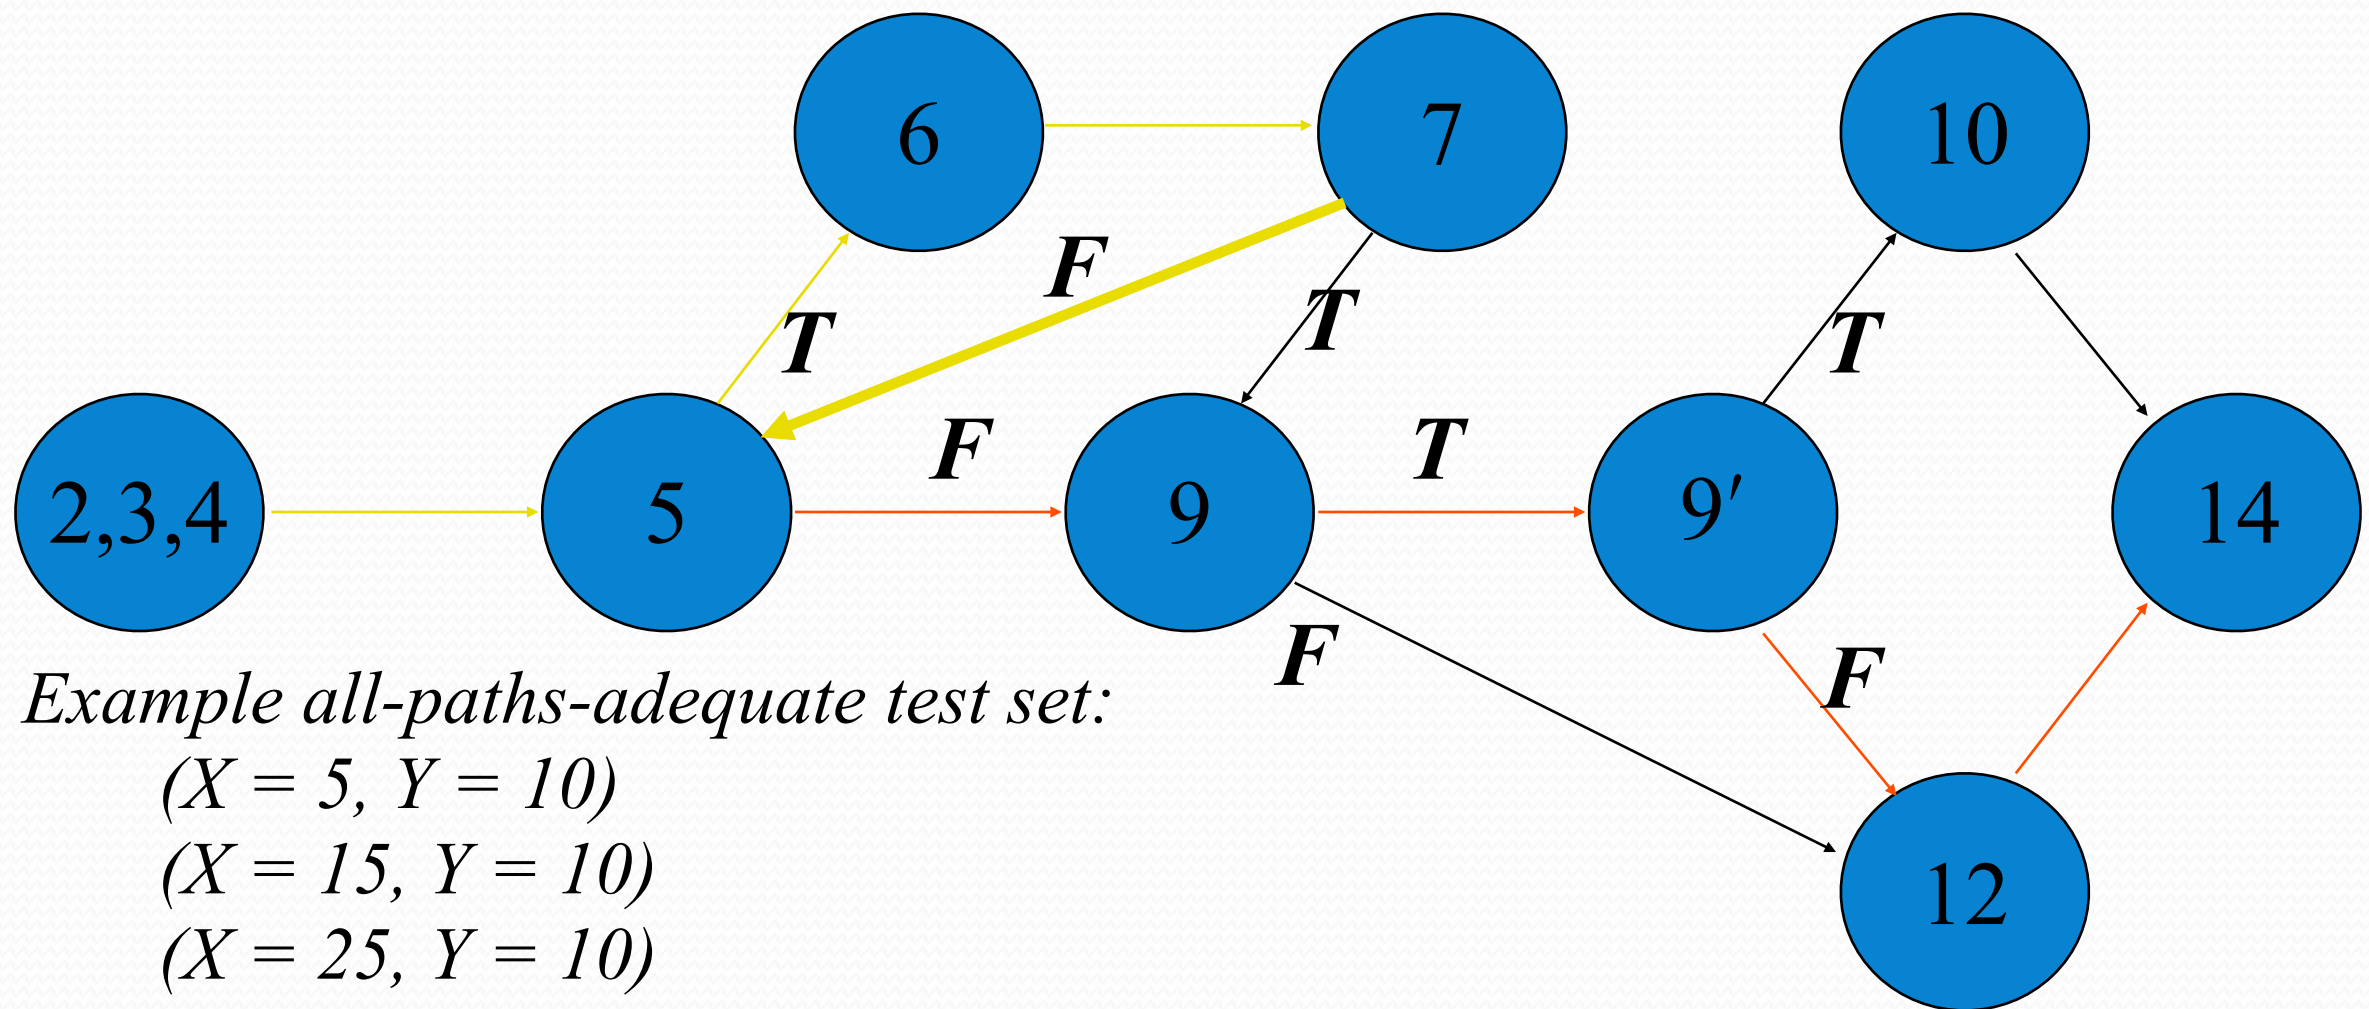 6
7
10
F
T
T
T
F
T
2,3,4
5
9
9′
14
F
F
Example all-paths-adequate test set:
(X = 5, Y = 10)
(X = 15, Y = 10)
(X = 25, Y = 10)
12